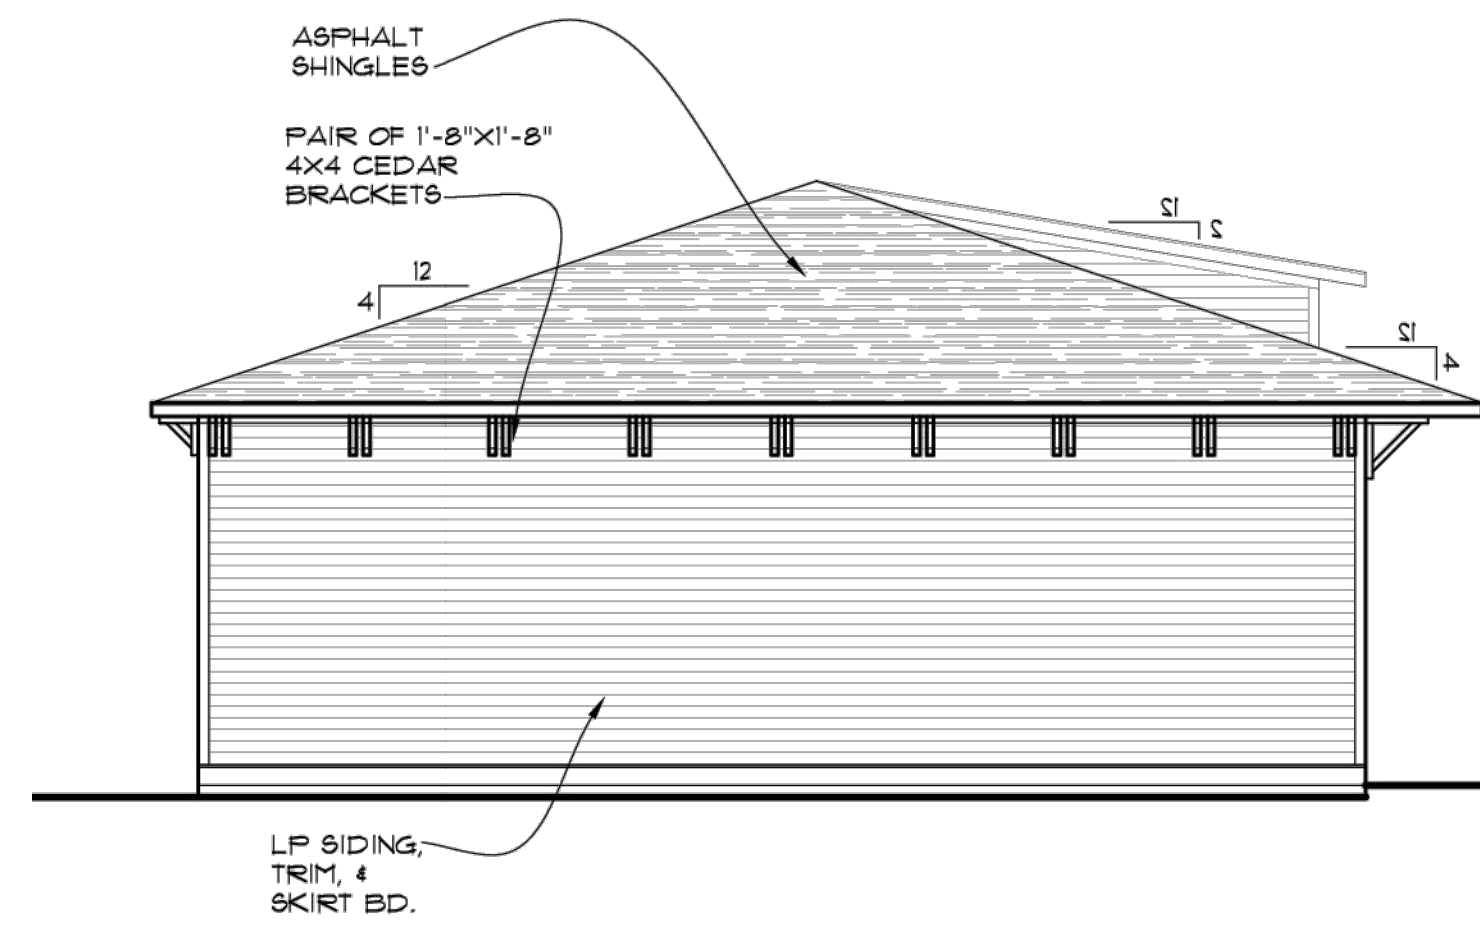 ASPHALT
SHINGLES
PAIR OF 1'-8"X1'-8"
4X4 CEDAR
BRACKETS
12
2
12
4
12
4
LP SIDING,
TRIM, &
SKIRT BD.